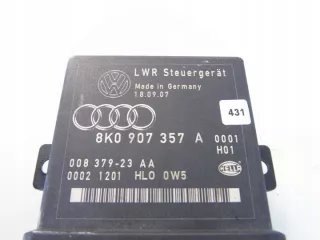 LWR Steuergerät
Made in Germany
18.09.07
431
8K0 907 357 A 0001
H01
008 379-23 AA
0002 1201 HLO 0W5
HELLA